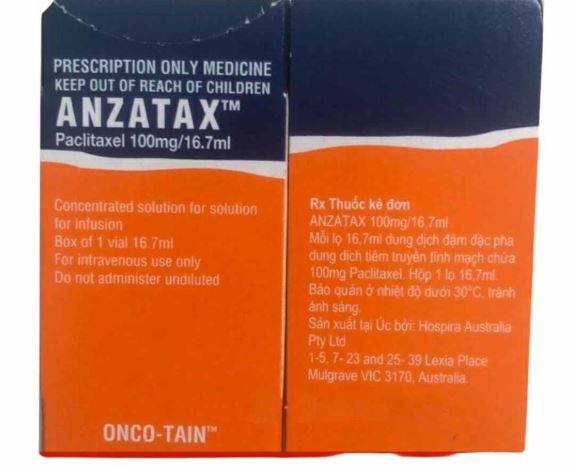 PRESCRIPTION ONLY MEDICINE
KEEP OUT OF REACH OF CHILDREN
ANZATAX™
Paclitaxel 100mg/16.7ml
Concentrated solution for solution
for infusion
Box of 1 vial 16.7ml
For intravenous use only
Do not administer undiluted
ONCO-TAIN™
Rx Thuốc kê đơn
ANZATAX 100mg/16,7ml
Mỗi lọ 16,7ml dung dịch đậm đặc pha
dung dịch tiêm truyền tĩnh mạch chứa
100mg Paclitaxel. Hộp 1 lọ 16,7ml.
Bảo quản ở nhiệt độ dưới 30°C, tránh
ánh sáng.
Sản xuất tại Úc bởi: Hospira Australia
Pty Ltd
1-5, 7- 23 and 25- 39 Lexia Place
Mulgrave VIC 3170, Australia.